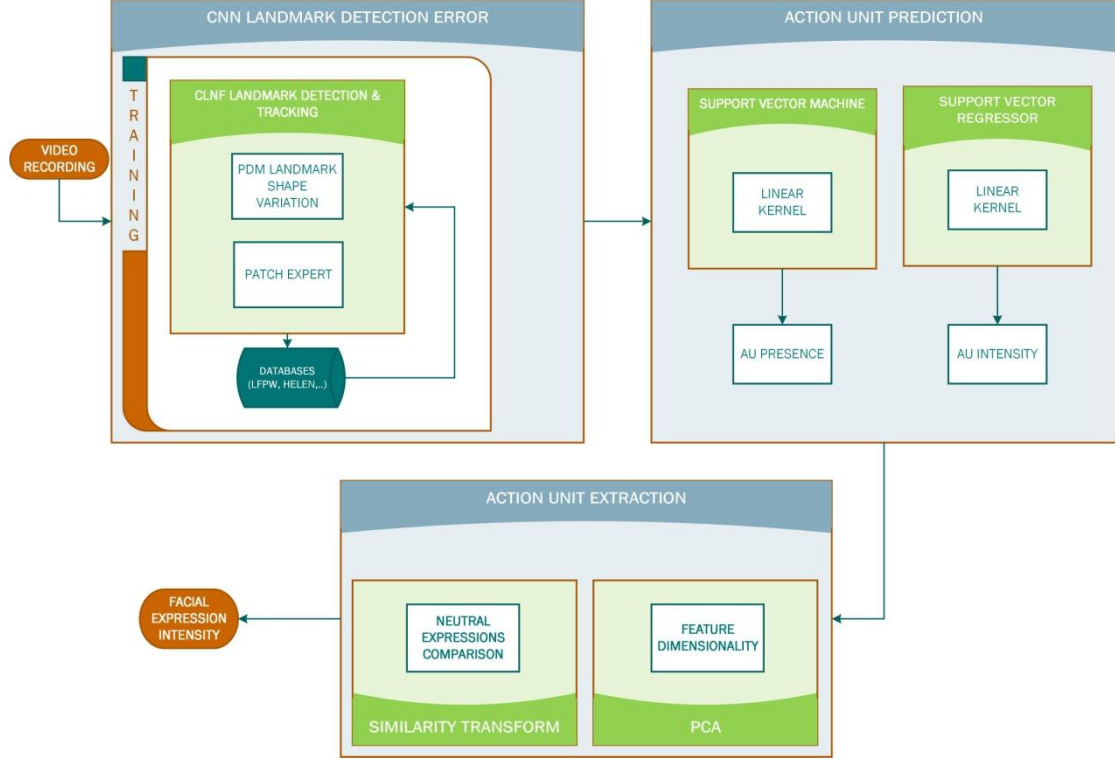 CNN LANDMARK DETECTION ERROR
TRAINING
VIDEO
RECORDING
CLNF LANDMARK DETECTION &
TRACKING
PDM LANDMARK
SHAPE
VARIATION
PATCH EXPERT
DATABASES
(LFPW, HELEN,..)
ACTION UNIT PREDICTION
SUPPORT VECTOR MACHINE
LINEAR
KERNEL
AU PRESENCE
SUPPORT VECTOR
REGRESSOR
LINEAR
KERNEL
AU INTENSITY
ACTION UNIT EXTRACTION
NEUTRAL
EXPRESSIONS
COMPARISON
SIMILARITY TRANSFORM
FEATURE
DIMENSIONALITY
PCA
FACIAL
EXPRESSION
INTENSITY